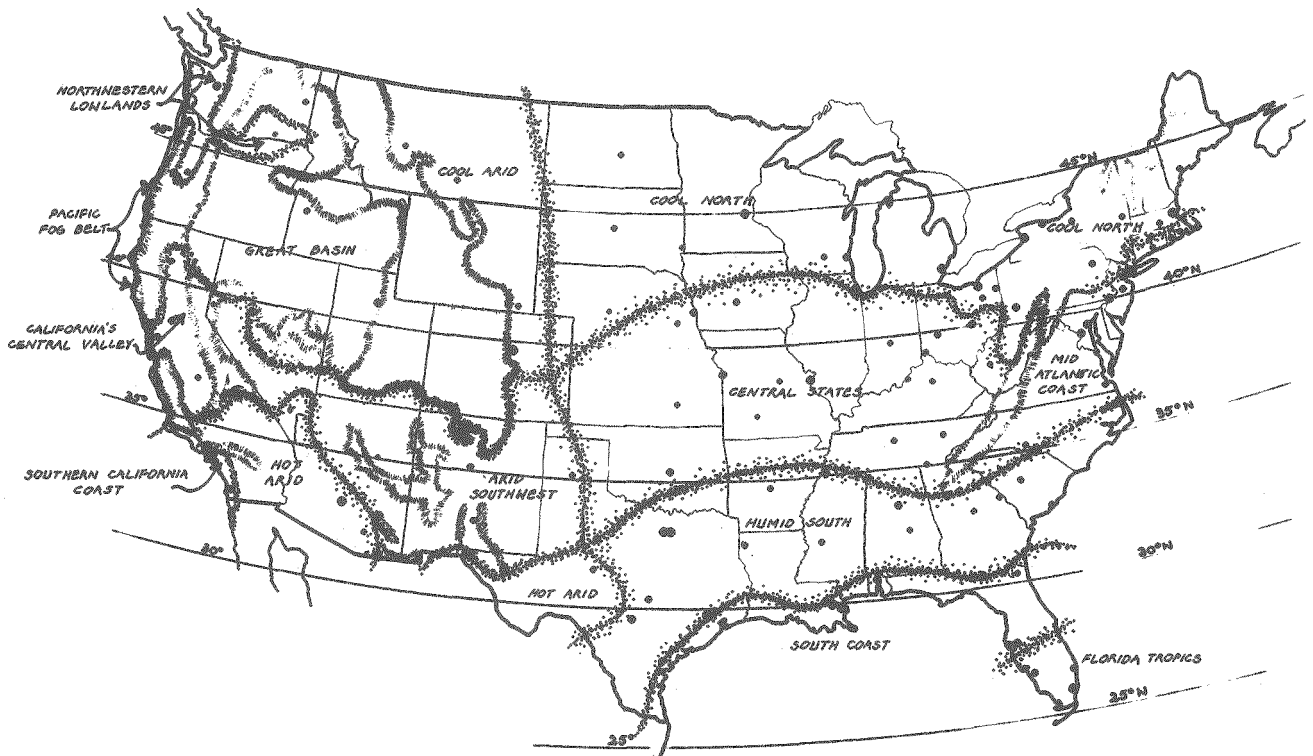 NORTHWESTERN
LOWLANDS
45°
COOL ARID
45°N
COOL NORTH
PACIFIC
FOG BELT
COOL NORTH
GREAT BASIN
40°N
CALIFORNIA'S
CENTRAL VALLEY
MID
ATLANTIC
COAST
CENTRAL STATES
35°
35°N
SOUTHERN CALIFORNIA
COAST
HOT
ARID
ARID
SOUTHWEST
HUMID SOUTH
30°
30°N
HOT ARID
SOUTH COAST
FLORIDA TROPICS
25°N
25°